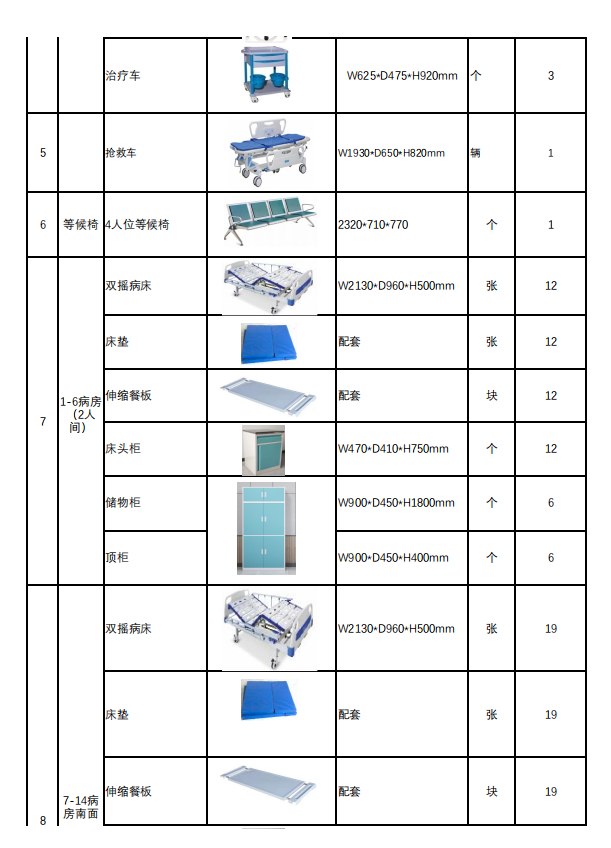 治疗车 W625*D475*H920mm 个 3
5 抢救车 W1930*D650*H820mm 辆 1
6 等候椅 4人位等候椅 2320*710*770 个 1
双摇病床 W2130*D960*H500mm 张 12
床垫 配套 张 12
伸缩餐板 配套 块 12
7
1-6病房
（2人
间）
床头柜 W470*D410*H750mm 个 12
储物柜 W900*D450*H1800mm 个 6
顶柜 W900*D450*H400mm 个 6
双摇病床 W2130*D960*H500mm 张 19
床垫 配套 张 19
伸缩餐板 配套 块 19
8
7-14病
房南面